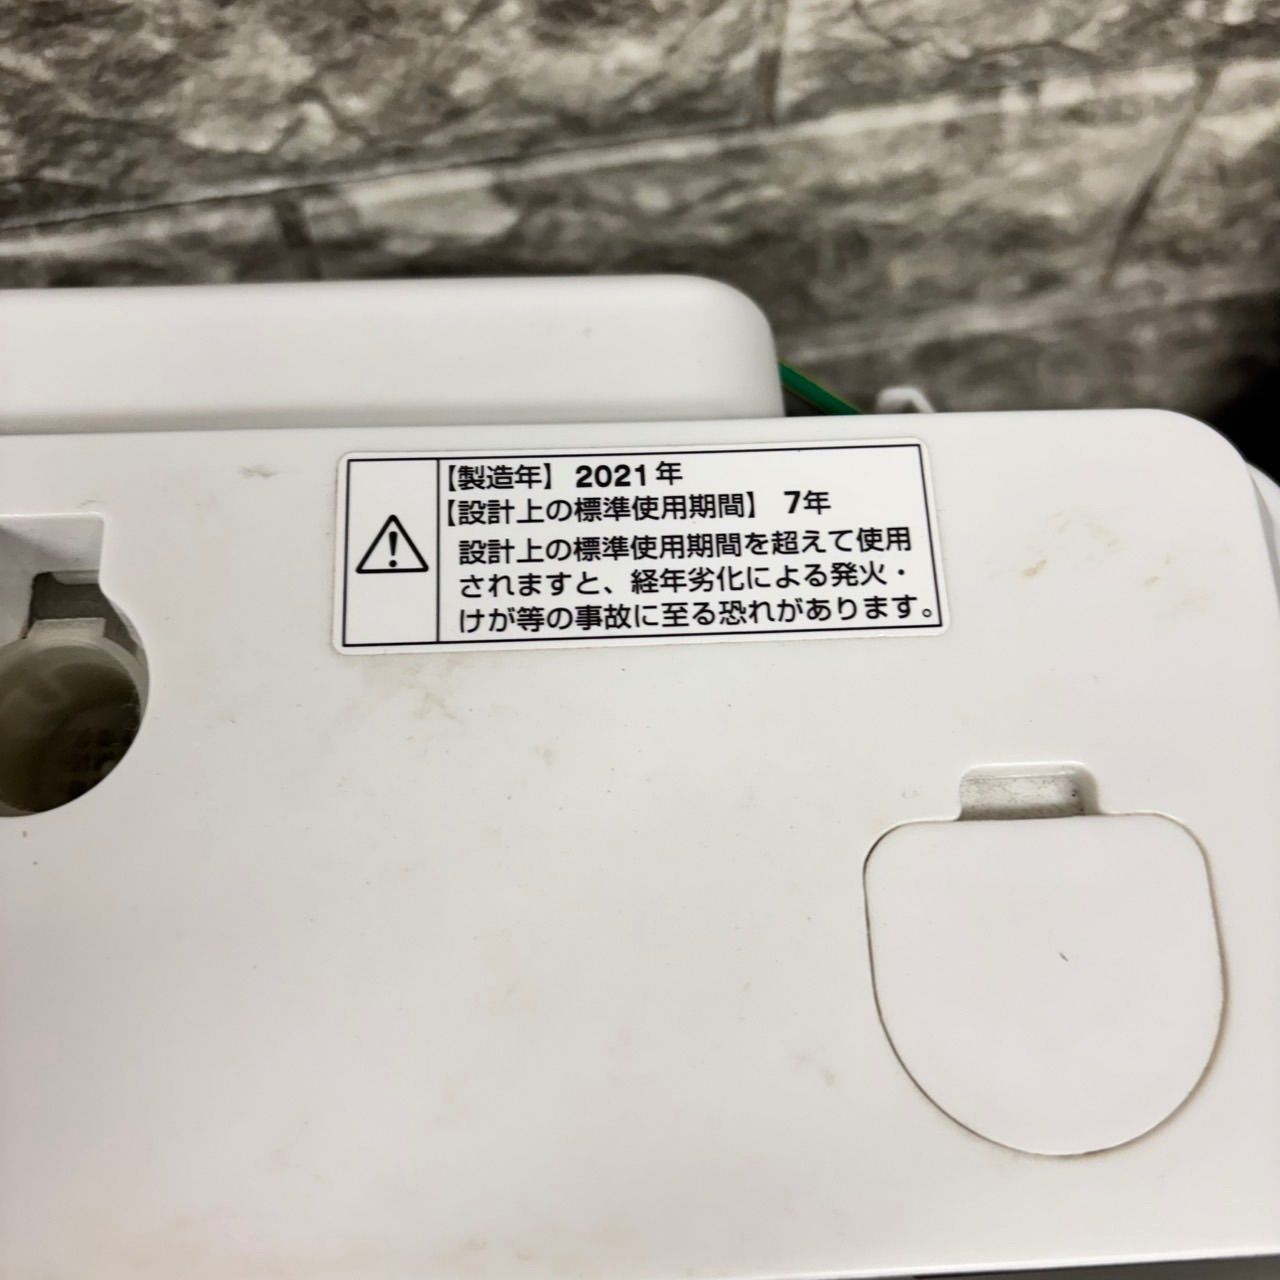 【製造年】 2021年
【設計上の標準使用期間】 7年
設計上の標準使用期間を超えて使用
されますと、経年劣化による発火・
けが等の事故に至る恐れがあります。